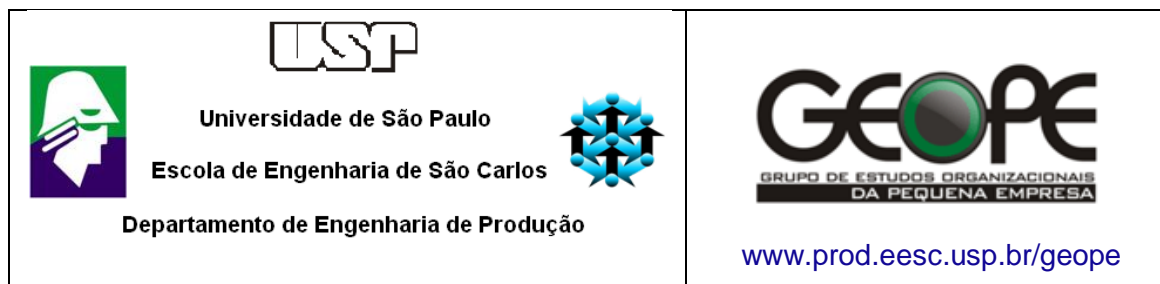 USP
Universidade de São Paulo
Escola de Engenharia de São Carlos
Departamento de Engenharia de Produção
GEOPE
GRUPO DE ESTUDOS ORGANIZACIONAIS
DA PEQUENA EMPRESA
www.prod.eesc.usp.br/geope